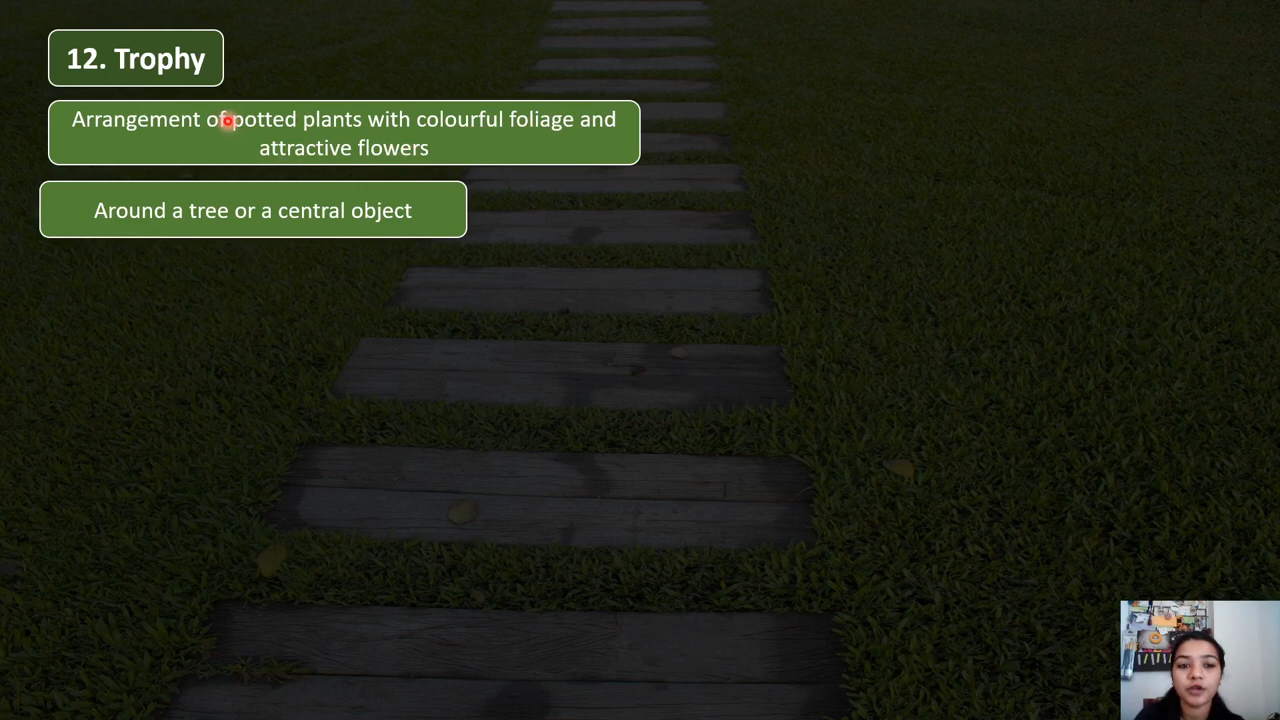 12. Trophy
Arrangement of potted plants with colourful foliage and
attractive flowers
Around a tree or a central object